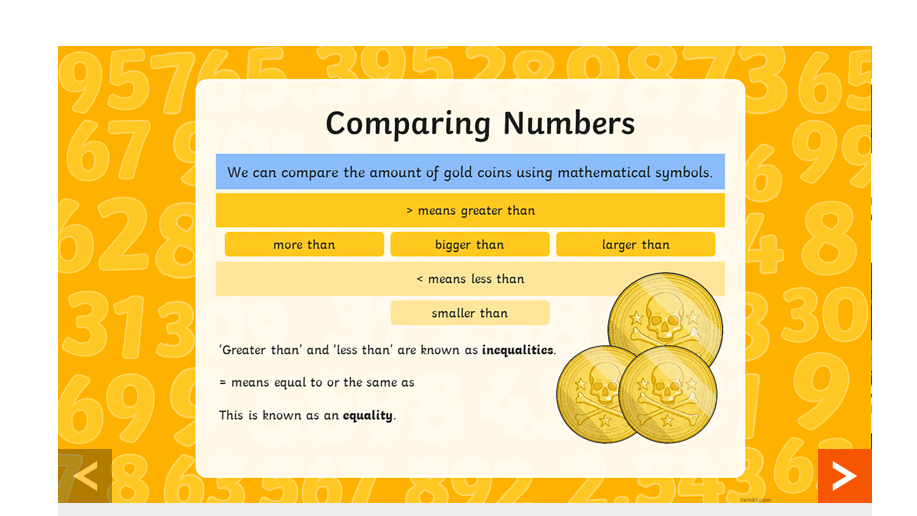 Comparing Numbers
We can compare the amount of gold coins using mathematical symbols.
> means greater than
more than
bigger than
larger than
< means less than
smaller than
‘Greater than’ and ‘less than’ are known as inequalities.
= means equal to or the same as
This is known as an equality.
twinkl.com